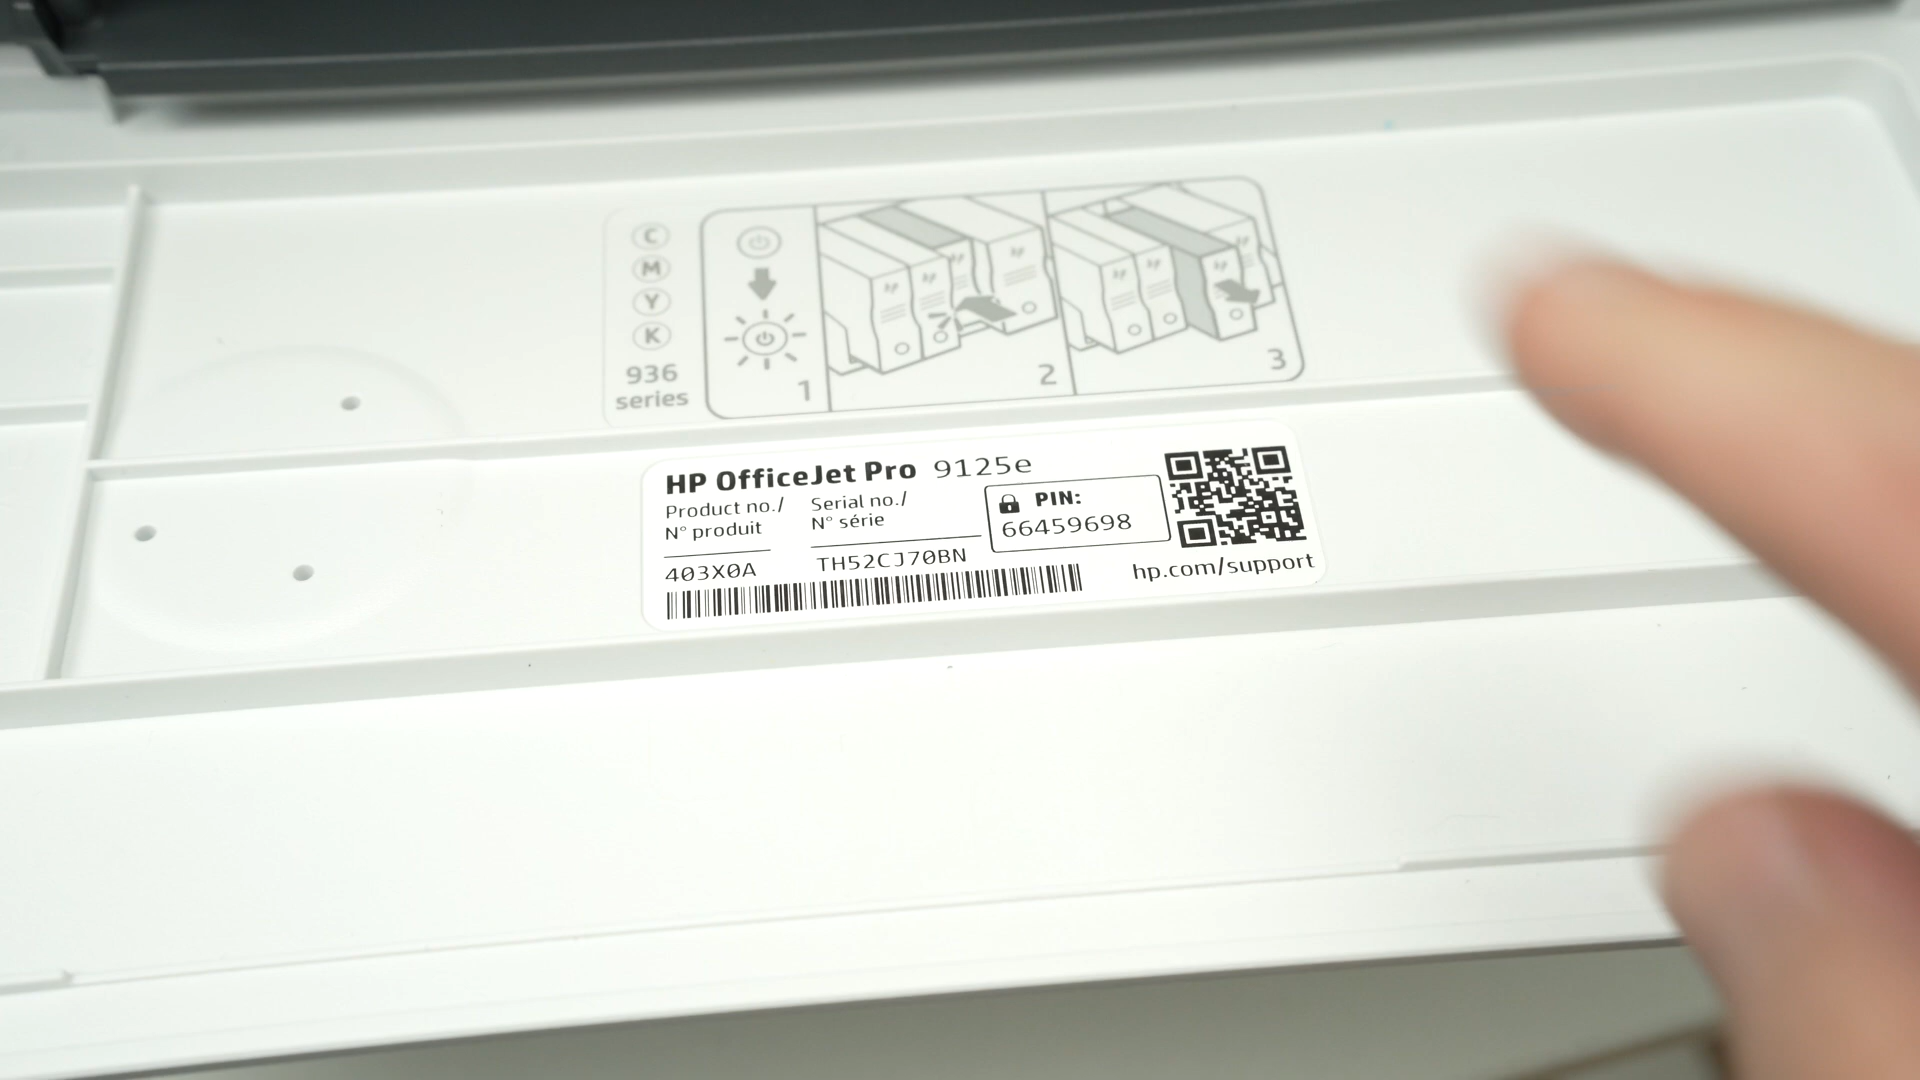 C
M
Y
K
936
series
1
2
3
HP OfficeJet Pro 9125e
Product no./
N° produit
403X0A
Serial no./
N° série
TH52CJ70BN
PIN:
66459698
hp.com/support